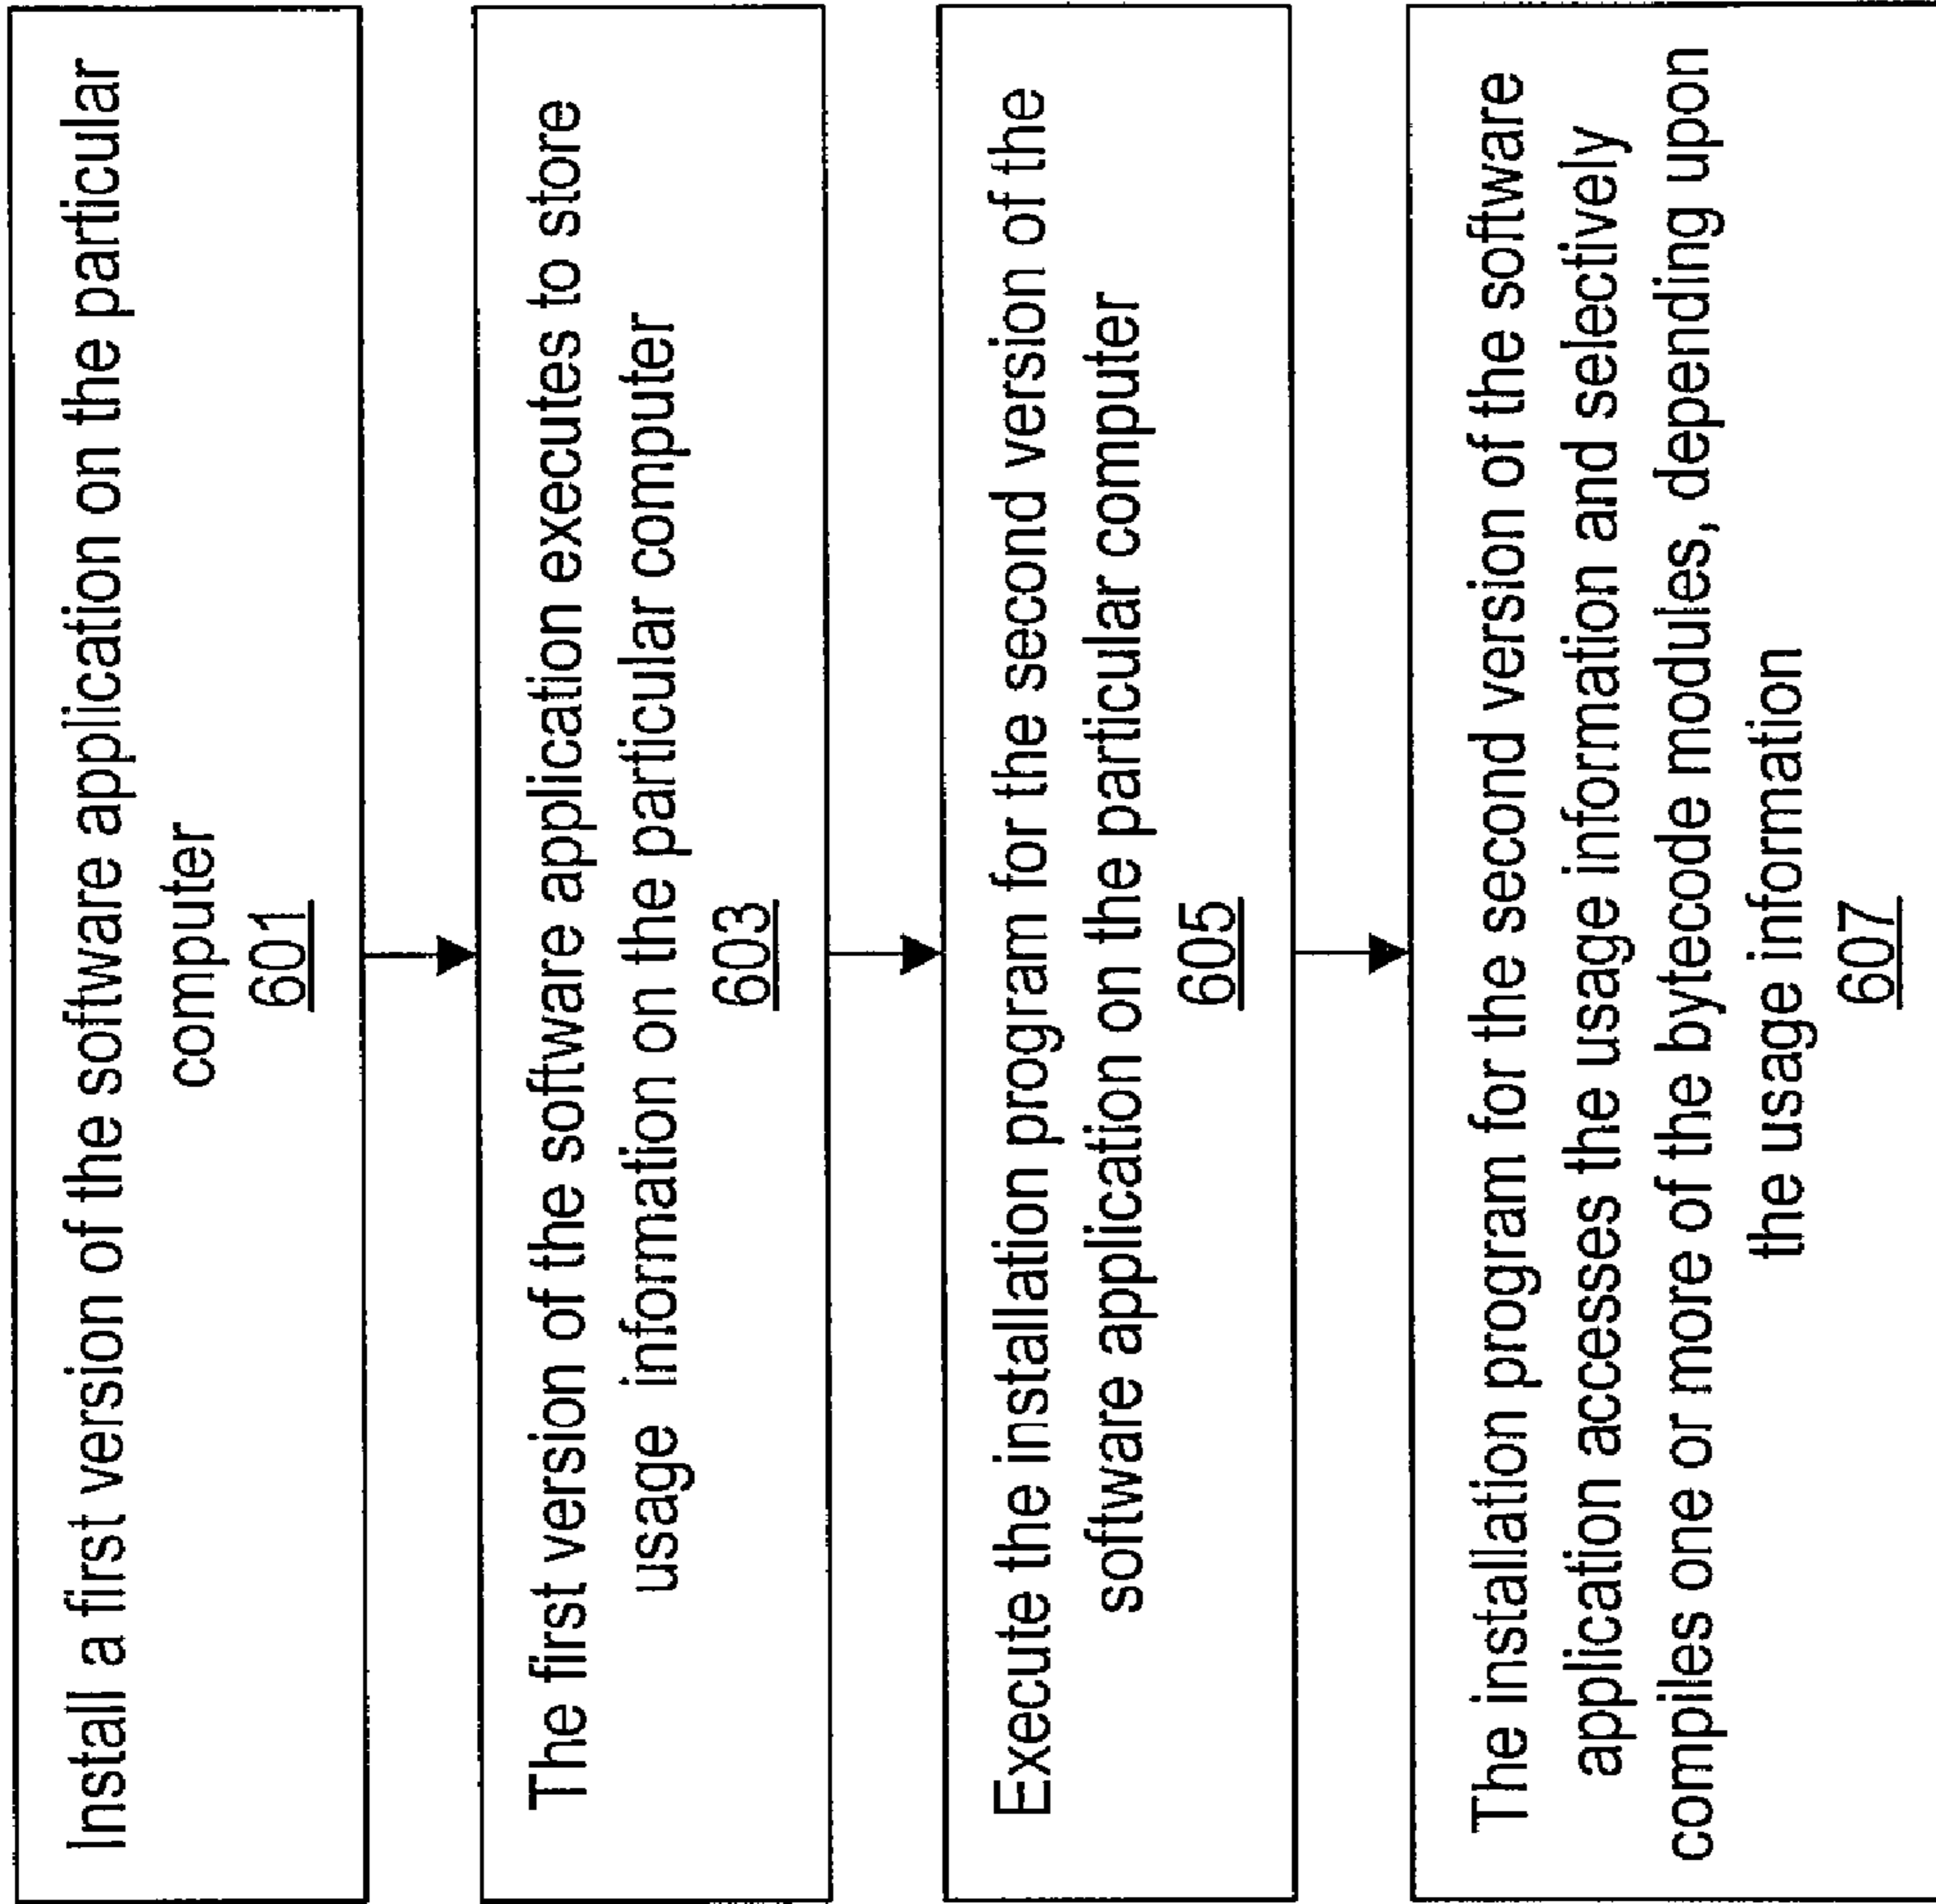 Install a first version of the software application on the particular
computer
601
The first version of the software application executes to store
usage information on the particular computer
603
Execute the installation program for the second version of the
software application on the particular computer
605
The installation program for the second version of the software
application accesses the usage information and selectively
compiles one or more of the bytecode modules, depending upon
the usage information
607